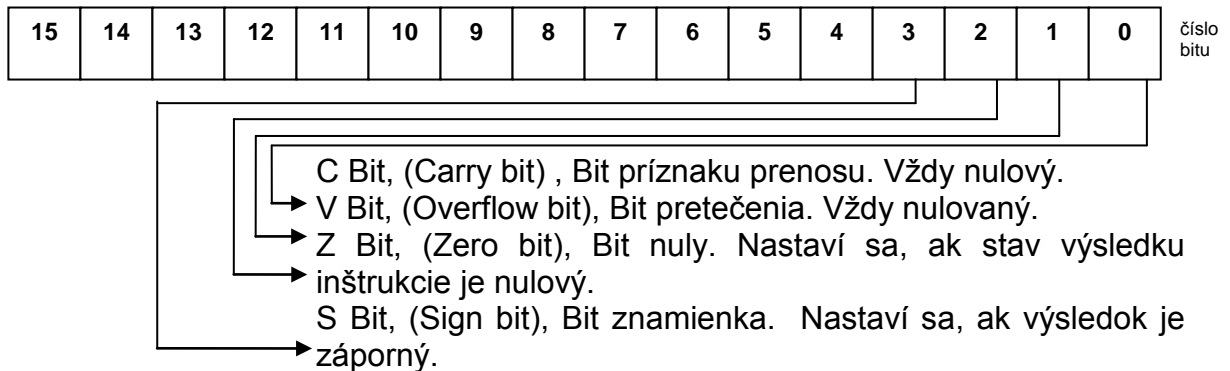 15 14 13 12 11 10 9 8 7 6 5 4 3 2 1 0 číslo
bitu
C Bit, (Carry bit) , Bit príznaku prenosu. Vždy nulový.
V Bit, (Overflow bit), Bit pretečenia. Vždy nulovaný.
Z Bit, (Zero bit), Bit nuly. Nastaví sa, ak stav výsledku
inštrukcie je nulový.
S Bit, (Sign bit), Bit znamienka. Nastaví sa, ak výsledok je
záporný.